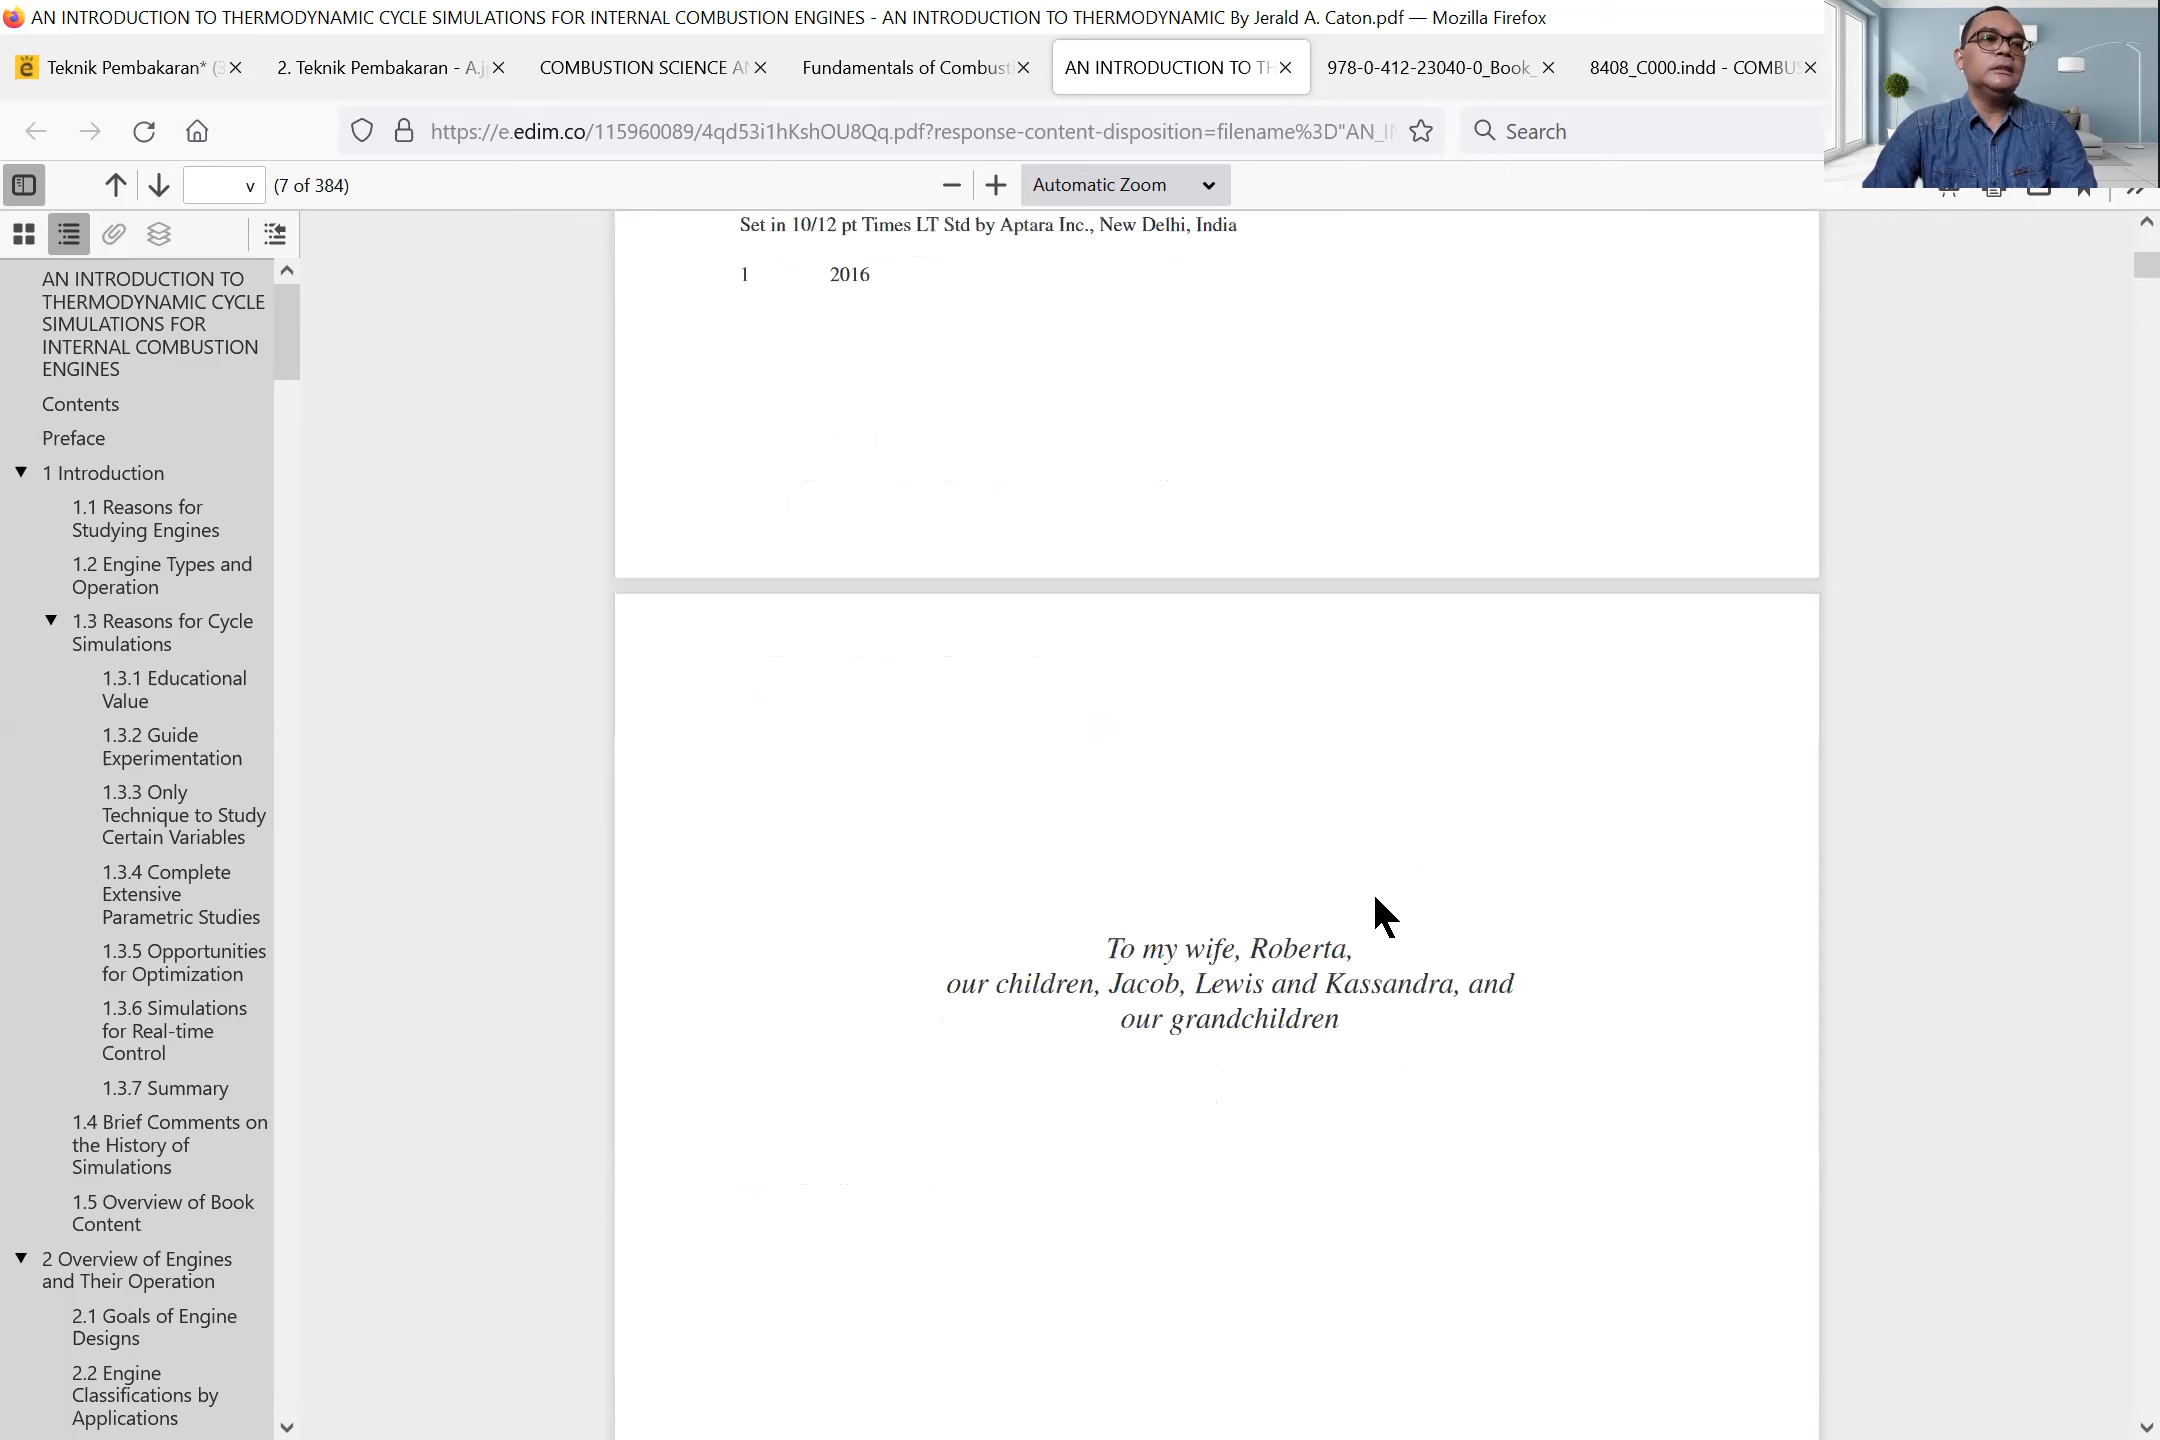 AN INTRODUCTION TO THERMODYNAMIC CYCLE SIMULATIONS FOR INTERNAL COMBUSTION ENGINES - AN INTRODUCTION TO THERMODYNAMIC By Jerald A. Caton.pdf — Mozilla Firefox
Teknik Pembakaran*
2. Teknik Pembakaran - A.j
COMBUSTION SCIENCE AN
Fundamentals of Combusti
AN INTRODUCTION TO TH
978-0-412-23040-0_Book_
8408_C000.indd - COMBUS
https://e.edim.co/115960089/4qd53i1hKshOU8Qq.pdf?response-content-disposition=filename%3D"AN_I
Search
v
(7 of 384)
Automatic Zoom
AN INTRODUCTION TO
THERMODYNAMIC CYCLE
SIMULATIONS FOR
INTERNAL COMBUSTION
ENGINES
Contents
Preface
1 Introduction
1.1 Reasons for
Studying Engines
1.2 Engine Types and
Operation
1.3 Reasons for Cycle
Simulations
1.3.1 Educational
Value
1.3.2 Guide
Experimentation
1.3.3 Only
Technique to Study
Certain Variables
1.3.4 Complete
Extensive
Parametric Studies
1.3.5 Opportunities
for Optimization
1.3.6 Simulations
for Real-time
Control
1.3.7 Summary
1.4 Brief Comments on
the History of
Simulations
1.5 Overview of Book
Content
2 Overview of Engines
and Their Operation
2.1 Goals of Engine
Designs
2.2 Engine
Classifications by
Applications
Set in 10/12 pt Times LT Std by Aptara Inc., New Delhi, India
1 2016
To my wife, Roberta,
our children, Jacob, Lewis and Kassandra, and
our grandchildren